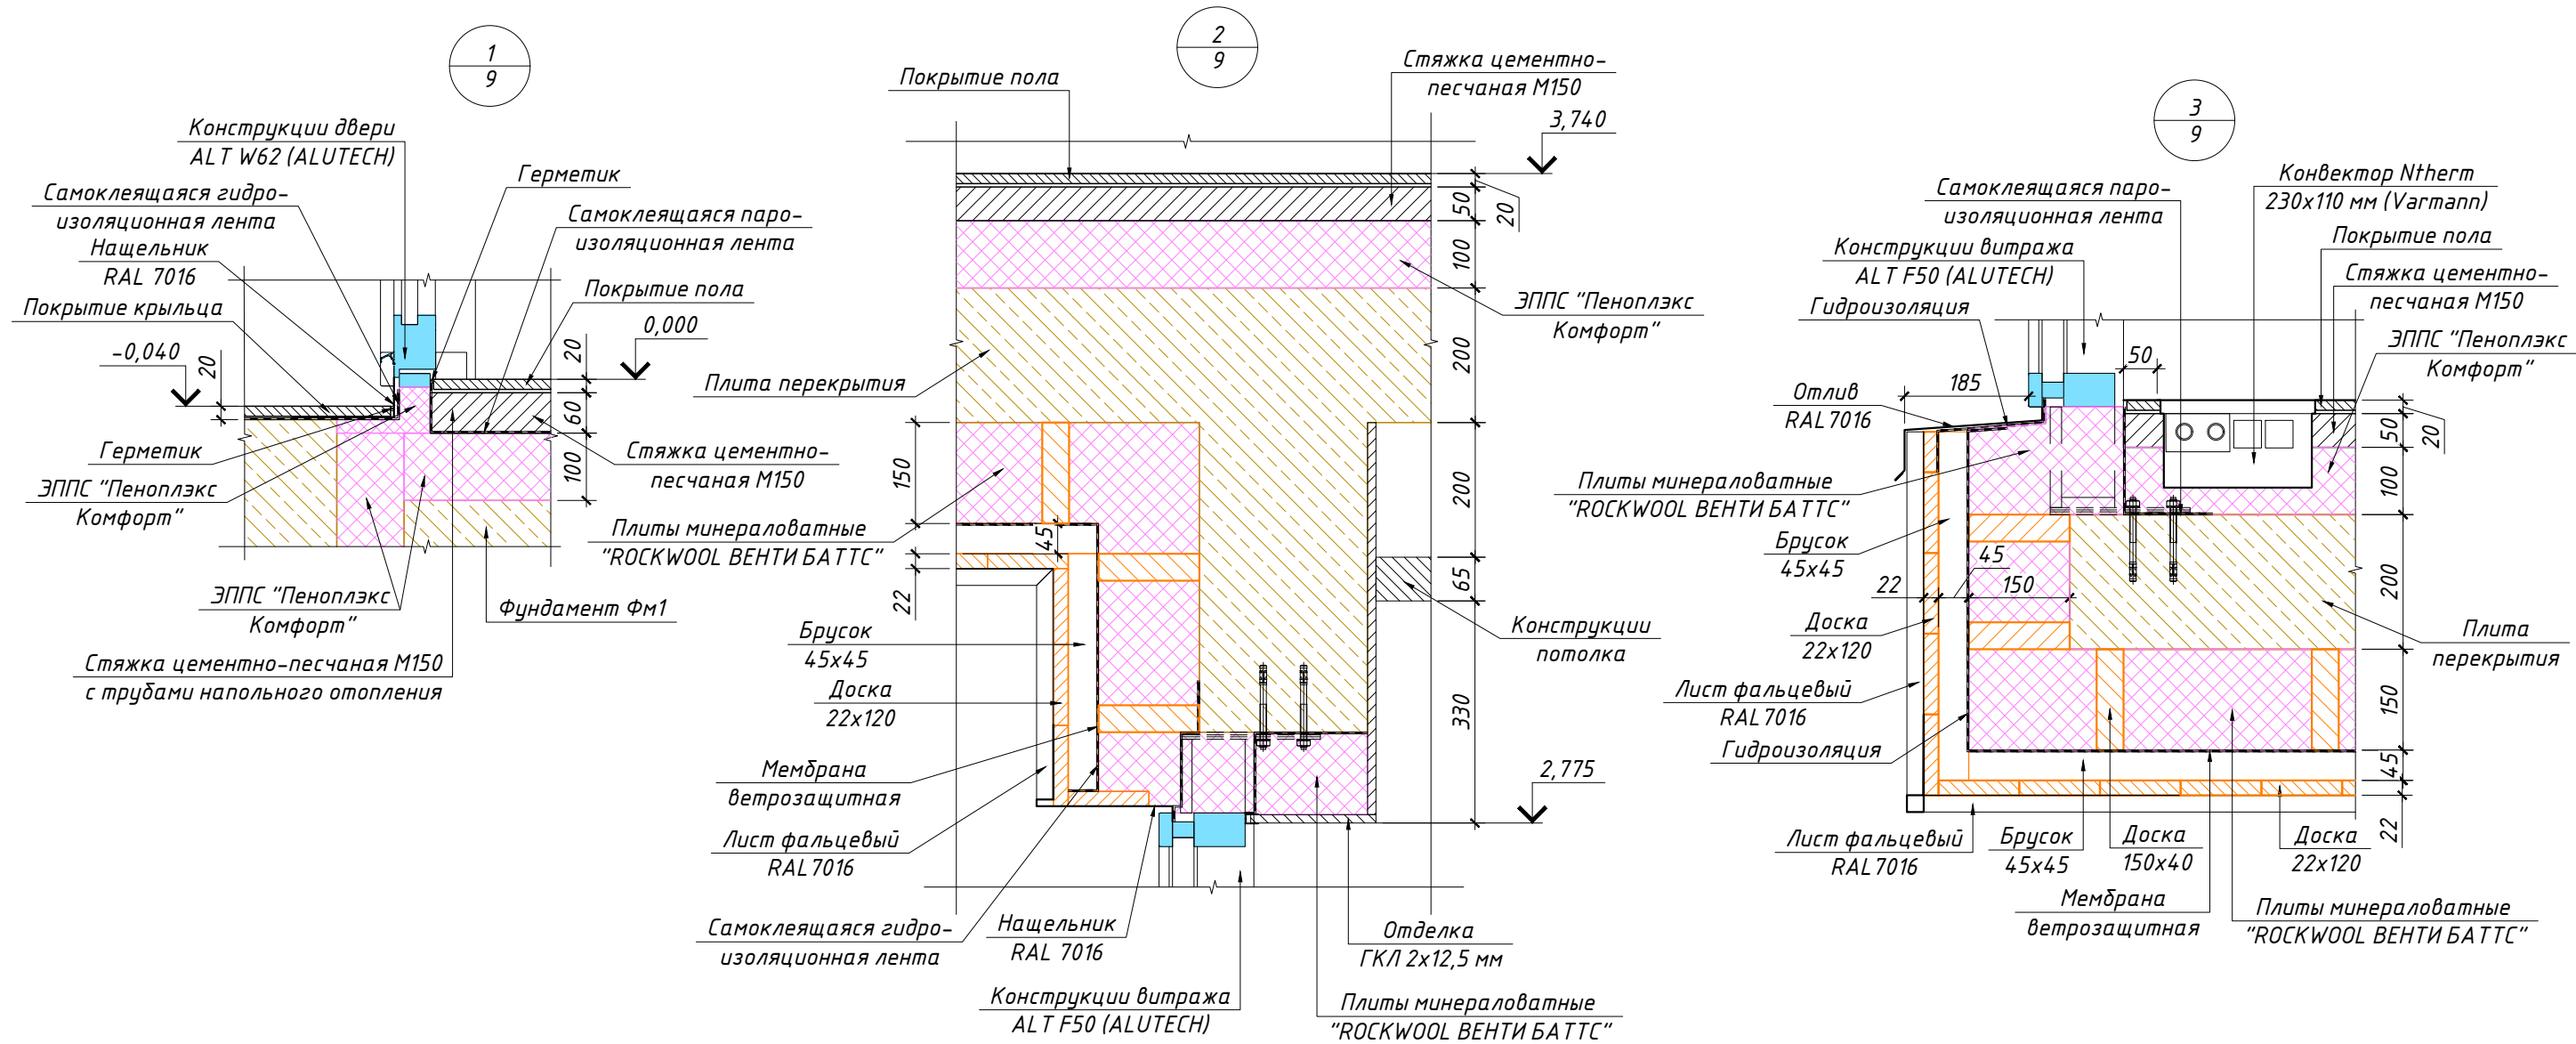 1
9
Конструкции двери
ALT W62 (ALUTECH)
Герметик
Самоклеящаяся гидро-
изоляционная лента
Самоклеящаяся паро-
изоляционная лента
Нащельник
RAL 7016
Покрытие крыльца
Покрытие пола
-0,040
20
0,000
20
60
100
Герметик
ЭППС "Пеноплэкс
Комфорт"
Стяжка цементно-
песчаная М150
ЭППС "Пеноплэкс
Комфорт"
Фундамент Фм1
Стяжка цементно-песчаная М150
с трубами напольного отопления
2
9
Покрытие пола
Стяжка цементно-
песчаная М150
3,740
50
20
100
200
ЭППС "Пеноплэкс
Комфорт"
Плита перекрытия
150
45
22
200
65
330
Плиты минераловатные
"ROCKWOOL ВЕНТИ БАТТС"
Брусок
45х45
Доска
22х120
Конструкции
потолка
Мембрана
ветрозащитная
2,775
Лист фальцевый
RAL7016
Самоклеящаяся гидро-
изоляционная лента
Нащельник
RAL 7016
Отделка
ГКЛ 2х12,5 мм
Конструкции витража
ALT F50 (ALUTECH)
Плиты минераловатные
"ROCKWOOL ВЕНТИ БАТТС"
3
9
Самоклеящаяся паро-
изоляционная лента
Конвектор Ntherm
230х110 мм (Varmann)
Конструкции витража
ALT F50 (ALUTECH)
Покрытие пола
Гидроизоляция
Стяжка цементно-
песчаная М150
ЭППС "Пеноплэкс
Комфорт"
50
185
Отлив
RAL7016
50
20
100
200
150
45
22
Плиты минераловатные
"ROCKWOOL ВЕНТИ БАТТС"
Брусок
45х45
45
22
150
Доска
22х120
Плита
перекрытия
Лист фальцевый
RAL7016
Гидроизоляция
Лист фальцевый
RAL7016
Брусок
45х45
Доска
150х40
Доска
22х120
Мембрана
ветрозащитная
Плиты минераловатные
"ROCKWOOL ВЕНТИ БАТТС"